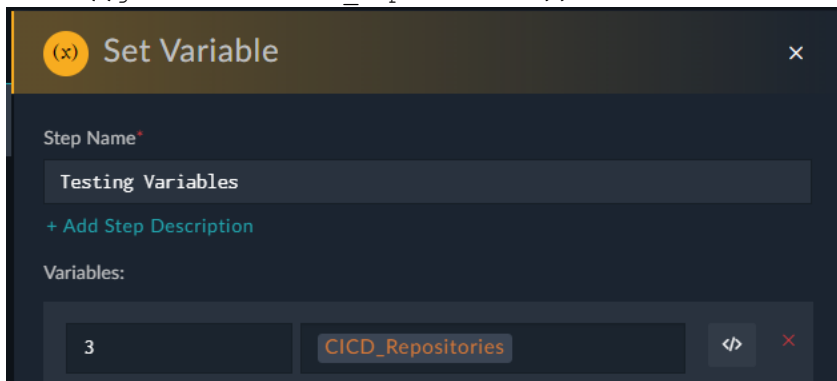 (x) Set Variable ×
Step Name*
Testing Variables
+ Add Step Description
Variables:
3 CICD_Repositories </> ×